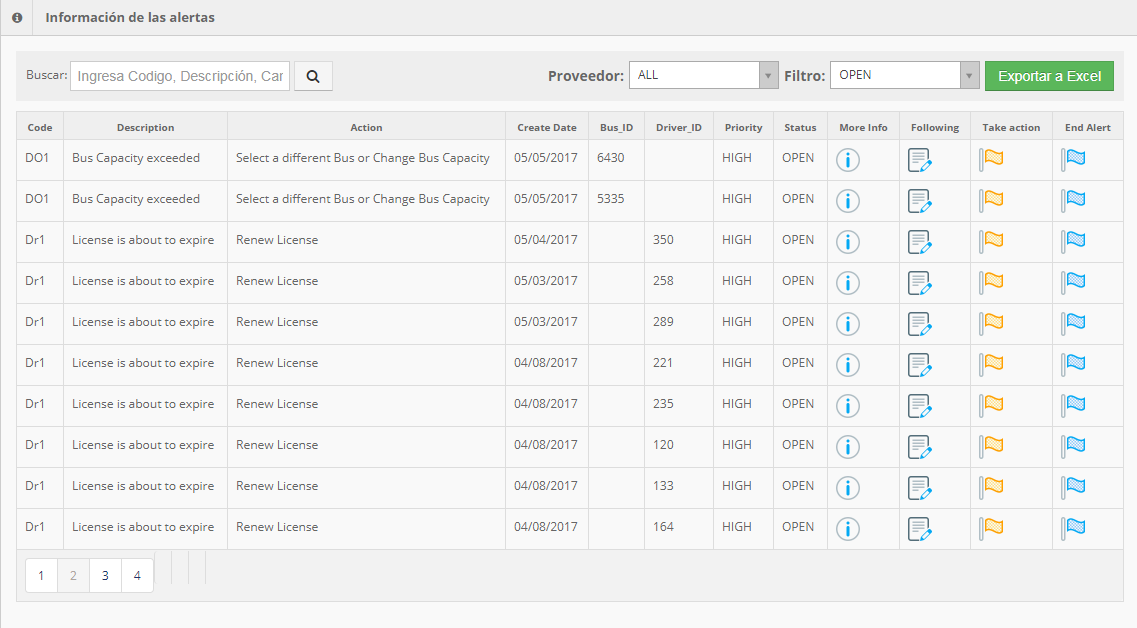 Información de las alertas
Buscar: Ingresa Codigo, Descripción, Car Proveedor: ALL Filtro: OPEN Exportar a Excel
Code Description Action Create Date Bus_ID Driver_ID Priority Status More Info Following Take action End Alert
DO1 Bus Capacity exceeded Select a different Bus or Change Bus Capacity 05/05/2017 6430 HIGH OPEN
DO1 Bus Capacity exceeded Select a different Bus or Change Bus Capacity 05/05/2017 5335 HIGH OPEN
Dr1 License is about to expire Renew License 05/04/2017 350 HIGH OPEN
Dr1 License is about to expire Renew License 05/03/2017 258 HIGH OPEN
Dr1 License is about to expire Renew License 05/03/2017 289 HIGH OPEN
Dr1 License is about to expire Renew License 04/08/2017 221 HIGH OPEN
Dr1 License is about to expire Renew License 04/08/2017 235 HIGH OPEN
Dr1 License is about to expire Renew License 04/08/2017 120 HIGH OPEN
Dr1 License is about to expire Renew License 04/08/2017 133 HIGH OPEN
Dr1 License is about to expire Renew License 04/08/2017 164 HIGH OPEN
1 2 3 4